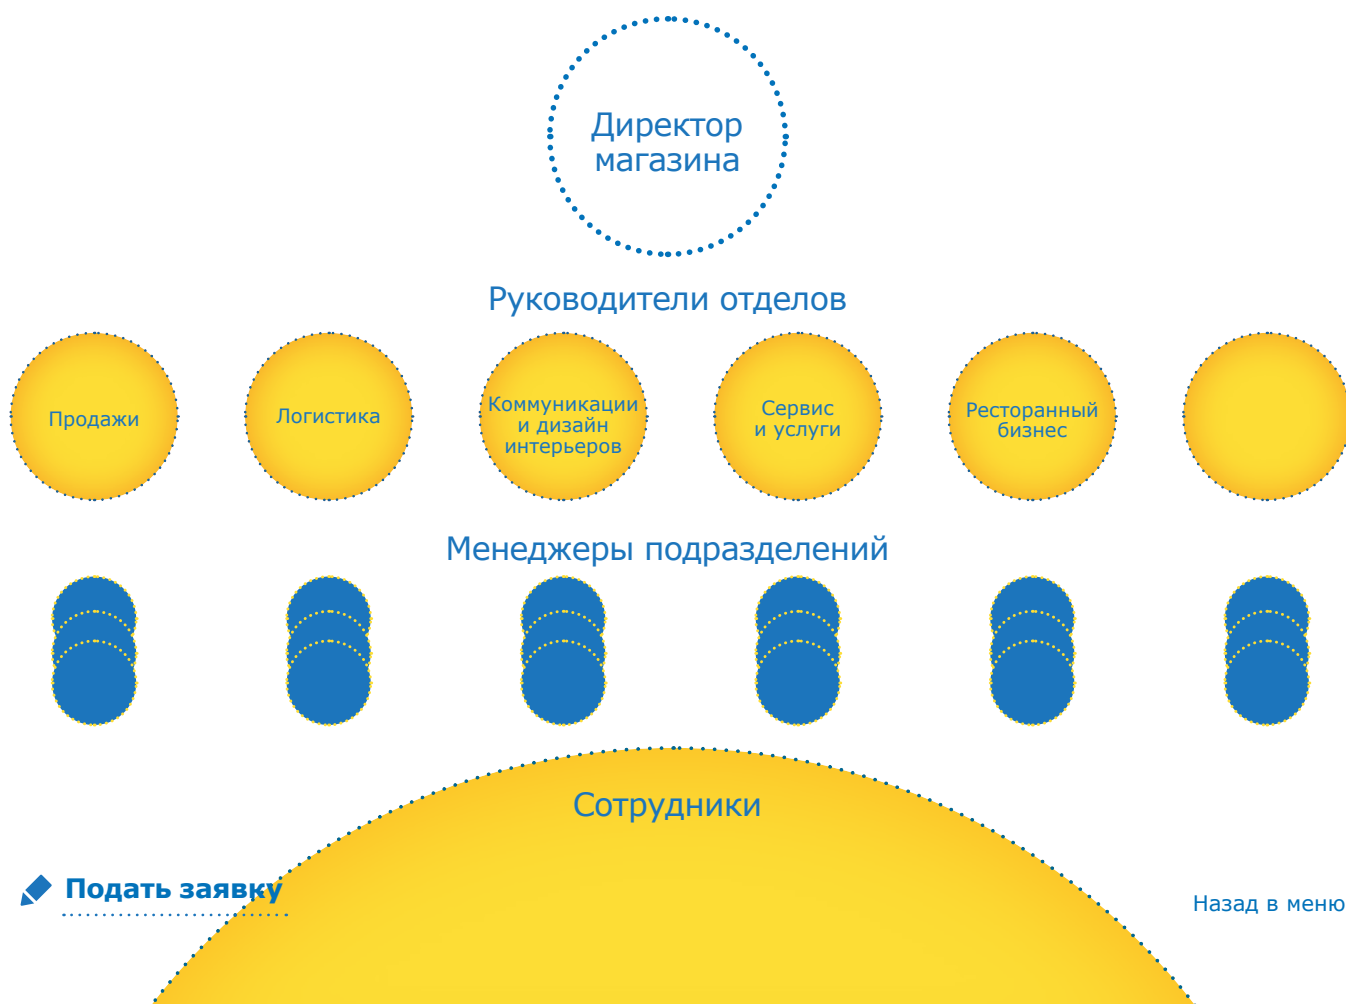 Директор
магазина
Руководители отделов
Продажи
Логистика
Коммуникации
и дизайн
интерьеров
Сервис
и услуги
Ресторанный
бизнес
Менеджеры подразделений
Сотрудники
Подать заявку
Назад в меню